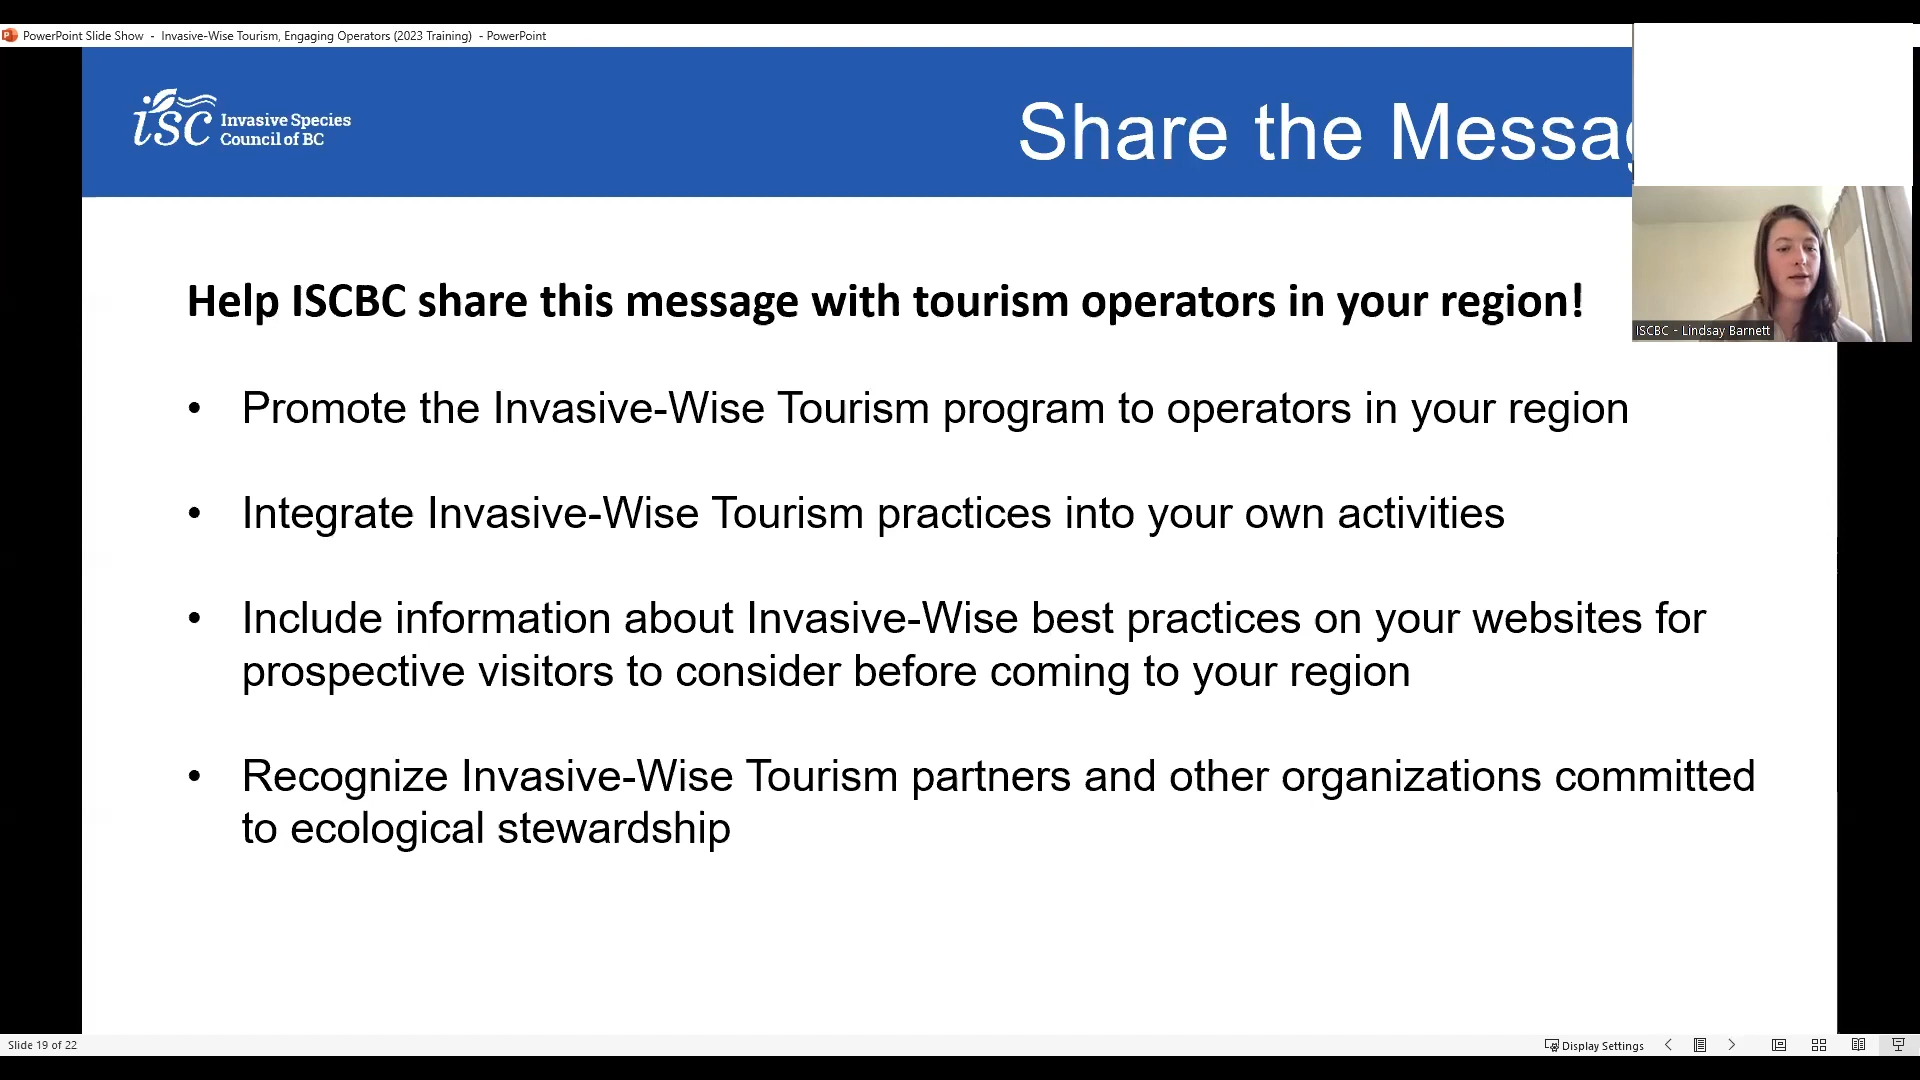 PowerPoint Slide Show - Invasive-Wise Tourism, Engaging Operators (2023 Training) - PowerPoint
isc Invasive Species
Council of BC
Share the Messag
Help ISCBC share this message with tourism operators in your region!
• Promote the Invasive-Wise Tourism program to operators in your region
• Integrate Invasive-Wise Tourism practices into your own activities
• Include information about Invasive-Wise best practices on your websites for
prospective visitors to consider before coming to your region
• Recognize Invasive-Wise Tourism partners and other organizations committed
to ecological stewardship
ISCBC - Lindsay Barnett
Slide 19 of 22
Display Settings